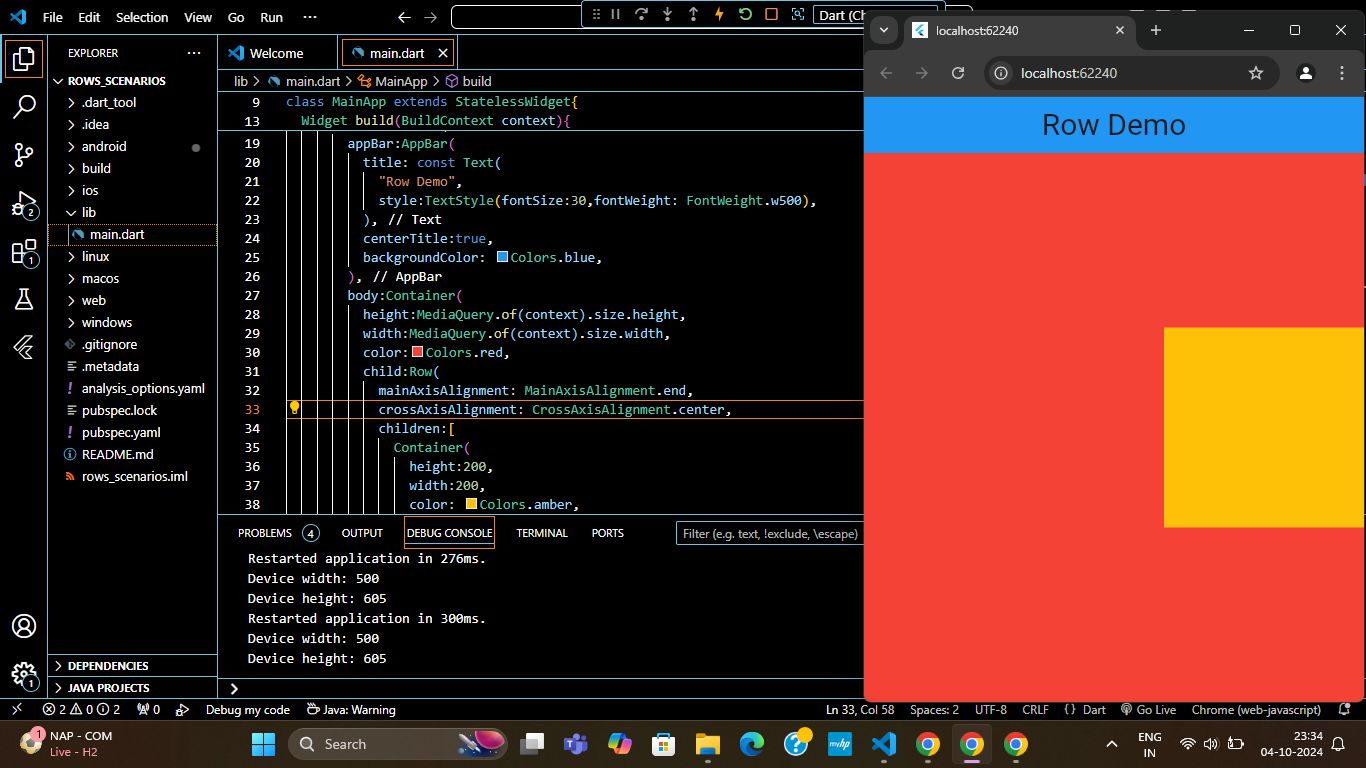 File Edit Selection View Go Run ···
Dart (Ch
localhost:62240
localhost:62240
EXPLORER ···
ROWS_SCENARIOS
.dart_tool
.idea
android
build
ios
lib
main.dart
linux
macos
web
windows
.gitignore
.metadata
analysis_options.yaml
pubspec.lock
pubspec.yaml
README.md
rows_scenarios.iml
DEPENDENCIES
JAVA PROJECTS
2
1
1
Welcome main.dart
lib > main.dart > MainApp > build
9 class MainApp extends StatelessWidget{
13 Widget build(BuildContext context){
19 appBar:AppBar(
20 title: const Text(
21 "Row Demo",
22 style:TextStyle(fontSize:30,fontWeight: FontWeight.w500),
23 ), // Text
24 centerTitle:true,
25 backgroundColor: Colors.blue,
26 ), // AppBar
27 body:Container(
28 height:MediaQuery.of(context).size.height,
29 width:MediaQuery.of(context).size.width,
30 color: Colors.red,
31 child:Row(
32 mainAxisAlignment: MainAxisAlignment.end,
33 crossAxisAlignment: CrossAxisAlignment.center,
34 children:[
35 Container(
36 height:200,
37 width:200,
38 color: Colors.amber,
Row Demo
PROBLEMS 4 OUTPUT DEBUG CONSOLE TERMINAL PORTS Filter (e.g. text, !exclude, \escape)
Restarted application in 276ms.
Device width: 500
Device height: 605
Restarted application in 300ms.
Device width: 500
Device height: 605
2 0 2 0 Debug my code Java: Warning Ln 33, Col 58 Spaces: 2 UTF-8 CRLF {} Dart Go Live Chrome (web-javascript)
1 NAP - COM
Live - H2
Search
myhp
ENG
IN
23:34
04-10-2024